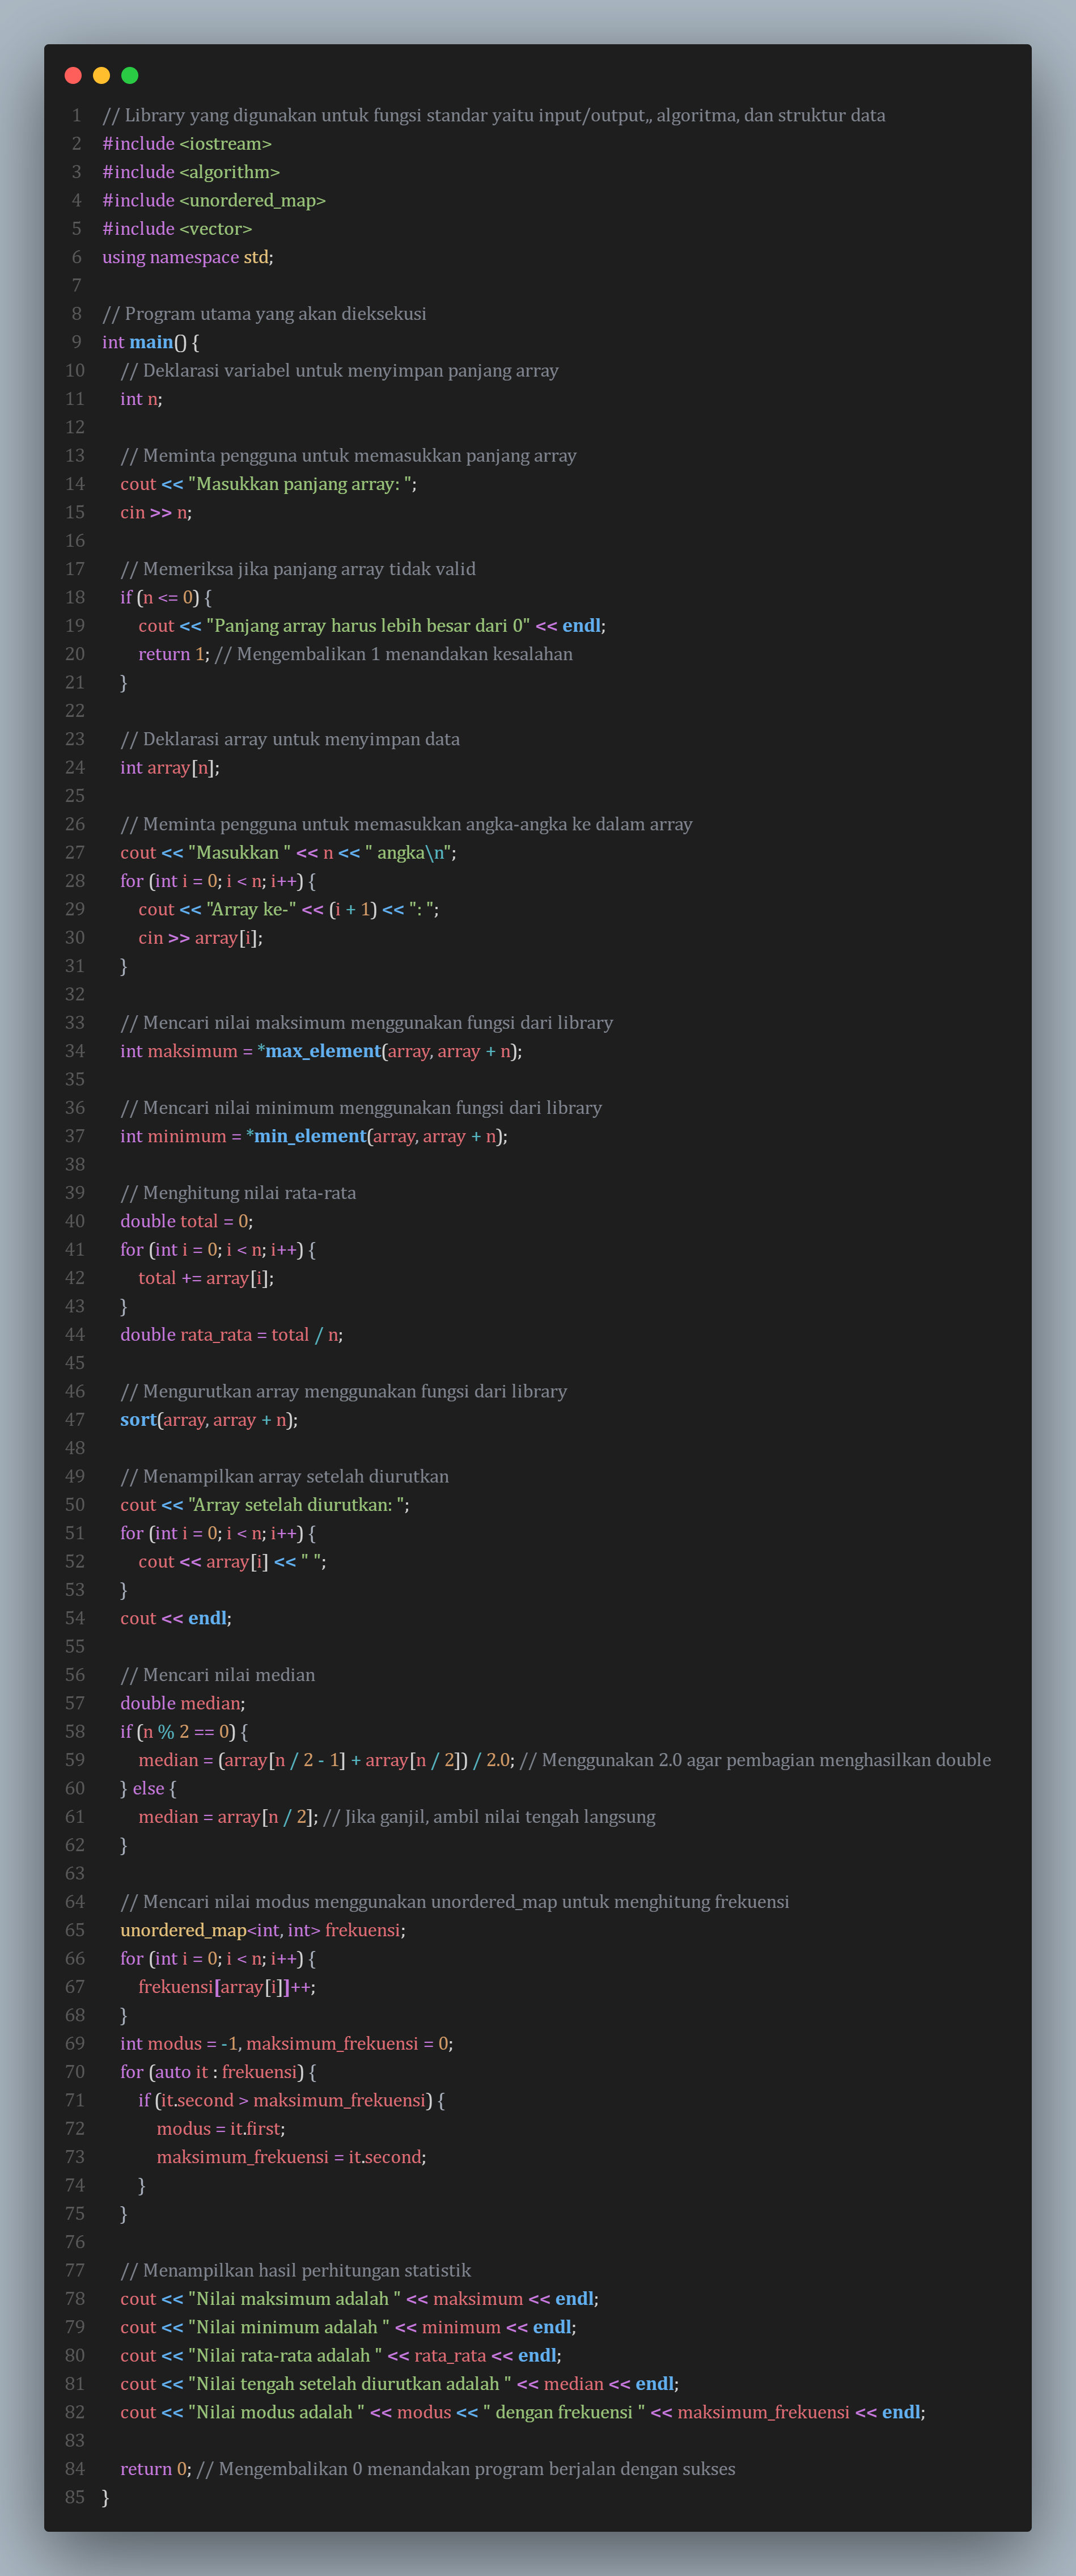 1 // Library yang digunakan untuk fungsi standar yaitu input/output,, algoritma, dan struktur data
2 #include <iostream>
3 #include <algorithm>
4 #include <unordered_map>
5 #include <vector>
6 using namespace std;
7
8 // Program utama yang akan dieksekusi
9 int main() {
10     // Deklarasi variabel untuk menyimpan panjang array
11     int n;
12
13     // Meminta pengguna untuk memasukkan panjang array
14     cout << "Masukkan panjang array: ";
15     cin >> n;
16
17     // Memeriksa jika panjang array tidak valid
18     if (n <= 0) {
19         cout << "Panjang array harus lebih besar dari 0" << endl;
20         return 1; // Mengembalikan 1 menandakan kesalahan
21     }
22
23     // Deklarasi array untuk menyimpan data
24     int array[n];
25
26     // Meminta pengguna untuk memasukkan angka-angka ke dalam array
27     cout << "Masukkan " << n << " angka\n";
28     for (int i = 0; i < n; i++) {
29         cout << "Array ke-" << (i + 1) << ": ";
30         cin >> array[i];
31     }
32
33     // Mencari nilai maksimum menggunakan fungsi dari library
34     int maksimum = *max_element(array, array + n);
35
36     // Mencari nilai minimum menggunakan fungsi dari library
37     int minimum = *min_element(array, array + n);
38
39     // Menghitung nilai rata-rata
40     double total = 0;
41     for (int i = 0; i < n; i++) {
42         total += array[i];
43     }
44     double rata_rata = total / n;
45
46     // Mengurutkan array menggunakan fungsi dari library
47     sort(array, array + n);
48
49     // Menampilkan array setelah diurutkan
50     cout << "Array setelah diurutkan: ";
51     for (int i = 0; i < n; i++) {
52         cout << array[i] << " ";
53     }
54     cout << endl;
55
56     // Mencari nilai median
57     double median;
58     if (n % 2 == 0) {
59         median = (array[n / 2 - 1] + array[n / 2]) / 2.0; // Menggunakan 2.0 agar pembagian menghasilkan double
60     } else {
61         median = array[n / 2]; // Jika ganjil, ambil nilai tengah langsung
62     }
63
64     // Mencari nilai modus menggunakan unordered_map untuk menghitung frekuensi
65     unordered_map<int, int> frekuensi;
66     for (int i = 0; i < n; i++) {
67         frekuensi[array[i]]++;
68     }
69     int modus = -1, maksimum_frekuensi = 0;
70     for (auto it : frekuensi) {
71         if (it.second > maksimum_frekuensi) {
72             modus = it.first;
73             maksimum_frekuensi = it.second;
74         }
75     }
76
77     // Menampilkan hasil perhitungan statistik
78     cout << "Nilai maksimum adalah " << maksimum << endl;
79     cout << "Nilai minimum adalah " << minimum << endl;
80     cout << "Nilai rata-rata adalah " << rata_rata << endl;
81     cout << "Nilai tengah setelah diurutkan adalah " << median << endl;
82     cout << "Nilai modus adalah " << modus << " dengan frekuensi " << maksimum_frekuensi << endl;
83
84     return 0; // Mengembalikan 0 menandakan program berjalan dengan sukses
85 }